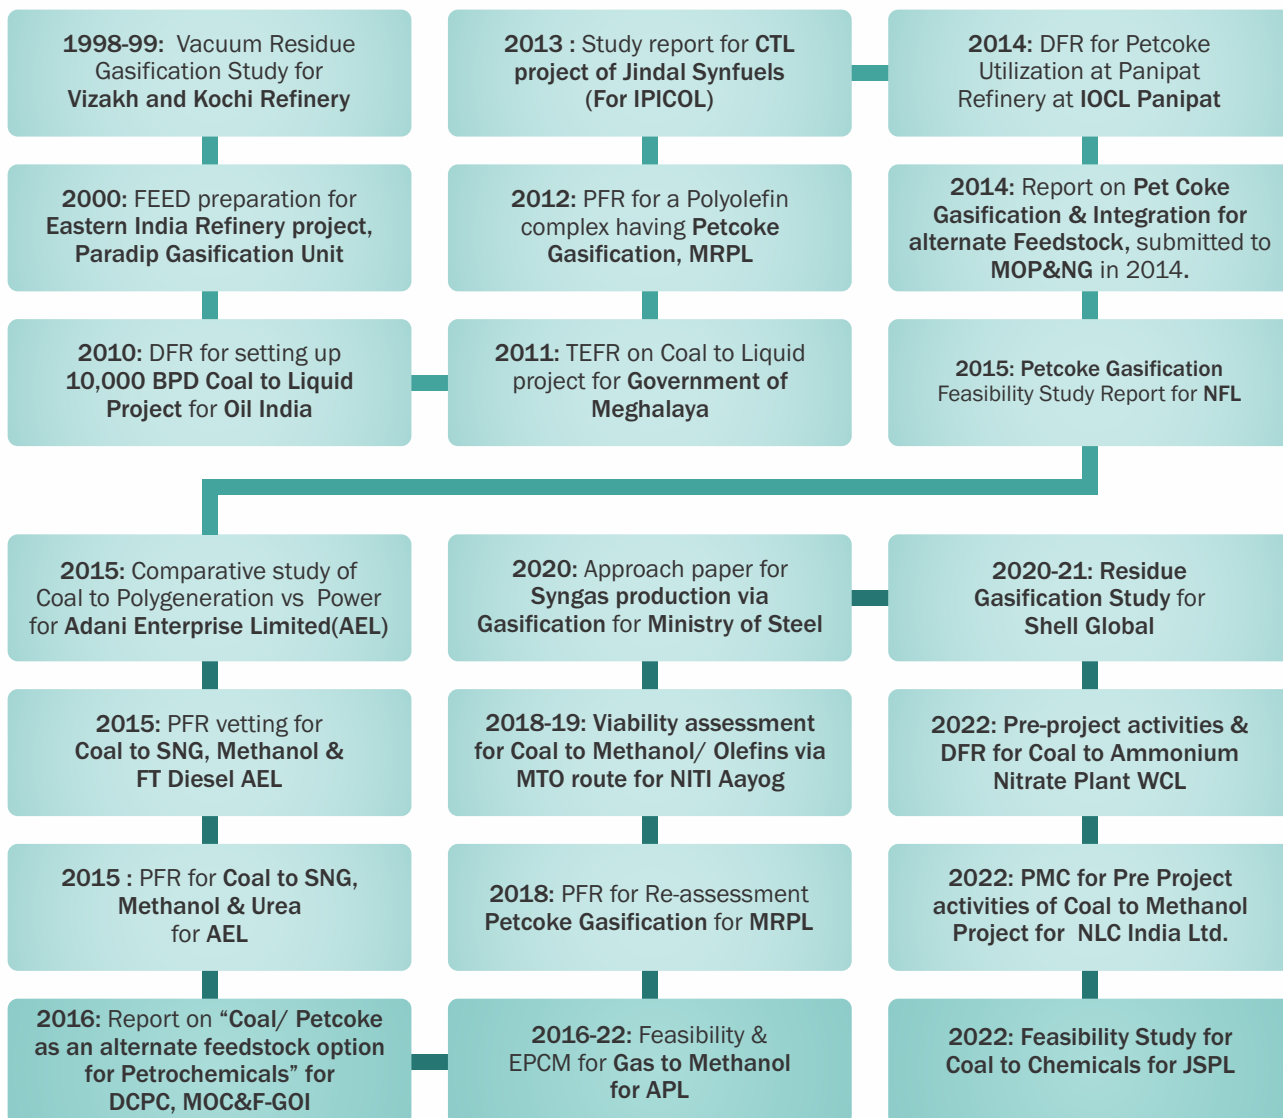 1998-99: Vacuum Residue
Gasification Study for
Vizakh and Kochi Refinery
2000: FEED preparation for
Eastern India Refinery project,
Paradip Gasification Unit
2010: DFR for setting up
10,000 BPD Coal to Liquid
Project for Oil India
2011: TEFR on Coal to Liquid
project for Government of
Meghalaya
2012: PFR for a Polyolefin
complex having Petcoke
Gasification, MRPL
2013 : Study report for CTL
project of Jindal Synfuels
(For IPICOL)
2014: DFR for Petcoke
Utilization at Panipat
Refinery at IOCL Panipat
2014: Report on Pet Coke
Gasification & Integration for
alternate Feedstock, submitted to
MOP&NG in 2014.
2015: Petcoke Gasification
Feasibility Study Report for NFL
2015: Comparative study of
Coal to Polygeneration vs Power
for Adani Enterprise Limited(AEL)
2015: PFR vetting for
Coal to SNG, Methanol &
FT Diesel AEL
2015 : PFR for Coal to SNG,
Methanol & Urea
for AEL
2016: Report on “Coal/ Petcoke
as an alternate feedstock option
for Petrochemicals” for
DCPC, MOC&F-GOI
2016-22: Feasibility &
EPCM for Gas to Methanol
for APL
2018: PFR for Re-assessment
Petcoke Gasification for MRPL
2018-19: Viability assessment
for Coal to Methanol/ Olefins via
MTO route for NITI Aayog
2020: Approach paper for
Syngas production via
Gasification for Ministry of Steel
2020-21: Residue
Gasification Study for
Shell Global
2022: Pre-project activities &
DFR for Coal to Ammonium
Nitrate Plant WCL
2022: PMC for Pre Project
activities of Coal to Methanol
Project for NLC India Ltd.
2022: Feasibility Study for
Coal to Chemicals for JSPL